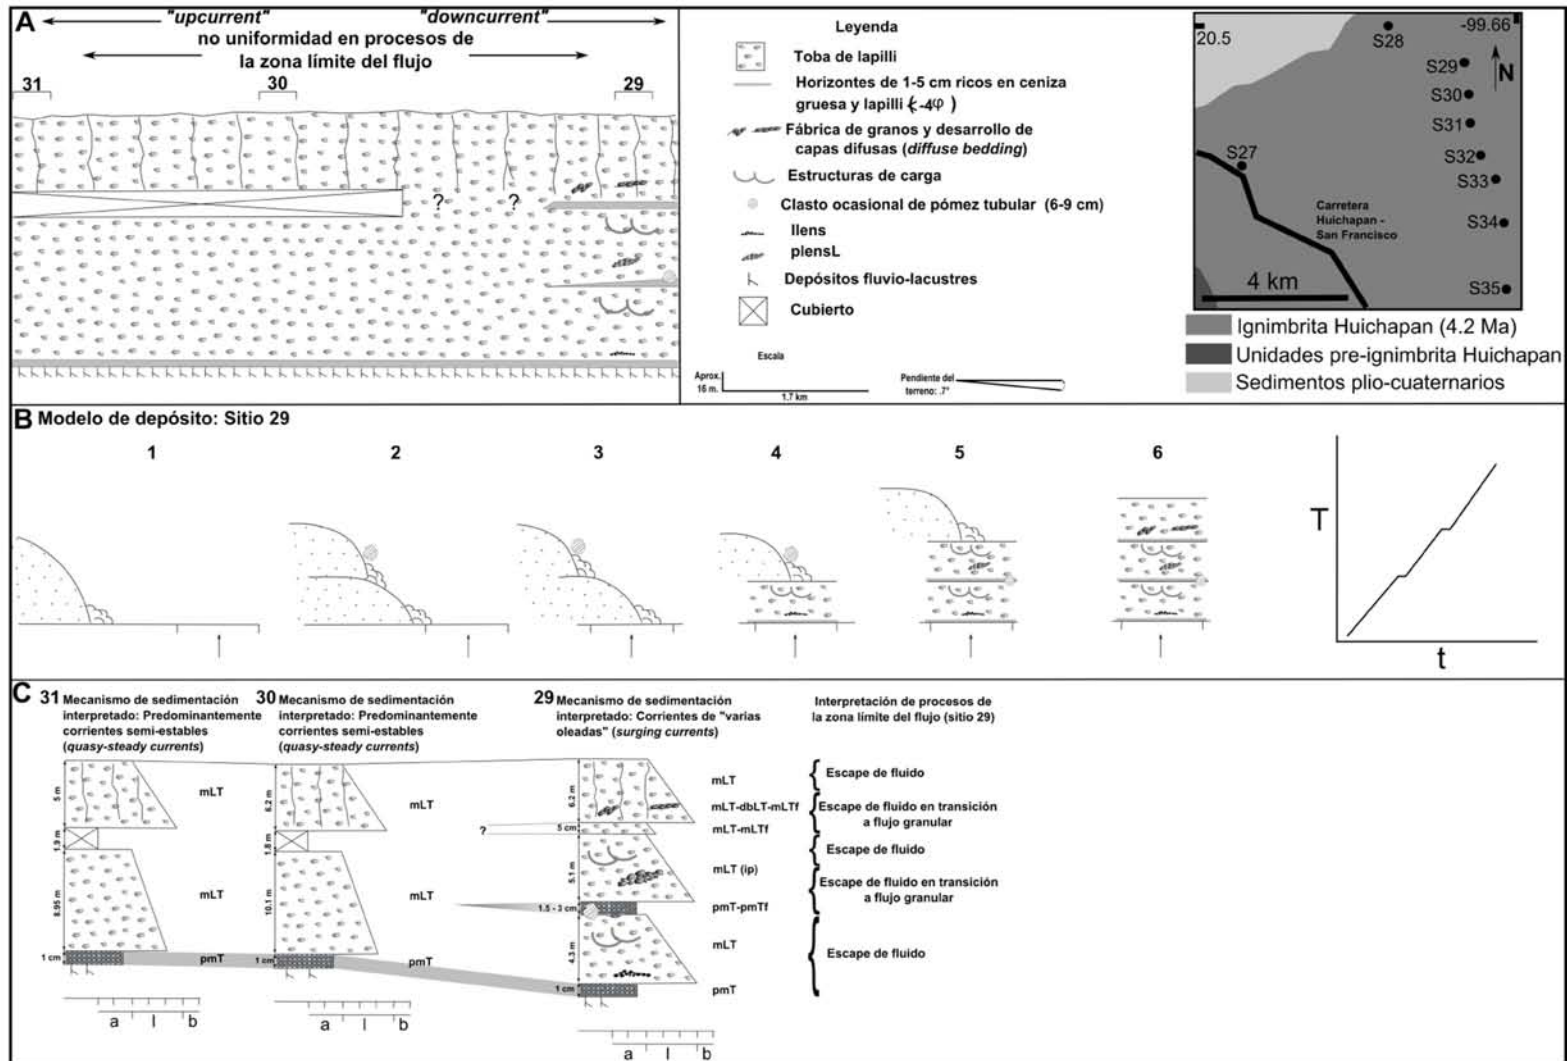 A
"upcurrent"
"downcurrent"
no uniformidad en procesos de
la zona límite del flujo
31
30
29
?
?
Leyenda
Toba de lapilli
Horizontes de 1-5 cm ricos en ceniza
gruesa y lapilli (<-4φ )
Fábrica de granos y desarrollo de
capas difusas (diffuse bedding)
Estructuras de carga
Clasto ocasional de pómez tubular (6-9 cm)
llens
plensL
Depósitos fluvio-lacustres
Cubierto
Escala
Aprox.
15 m.
1.7 km
Pendiente del
terreno: .7°
20.5
-99.66
N
S28
S29
S30
S31
S32
S33
S34
S35
S27
Carretera
Huichapan -
San Francisco
4 km
Ignimbrita Huichapan (4.2 Ma)
Unidades pre-ignimbrita Huichapan
Sedimentos plio-cuaternarios
B Modelo de depósito: Sitio 29
1
2
3
4
5
6
T
t
C
31 Mecanismo de sedimentación
interpretado: Predominantemente
corrientes semi-estables
(quasy-steady currents)
5 m
1.9 m
8.95 m
1 cm
mLT
mLT
pmT
a l b
30 Mecanismo de sedimentación
interpretado: Predominantemente
corrientes semi-estables
(quasy-steady currents)
6.2 m
1.8 m
10.1 m
1 cm
mLT
mLT
pmT
a l b
29 Mecanismo de sedimentación
interpretado: Corrientes de "varias
oleadas" (surging currents)
?
6.2 m
5 cm
5.1 m
1.5 - 3 cm
4.3 m
1 cm
mLT
mLT-dbLT-mLTf
mLT-mLTf
mLT (ip)
pmT-pmTf
mLT
pmT
a l b
Interpretación de procesos de
la zona límite del flujo (sitio 29)
Escape de fluido
Escape de fluido en transición
a flujo granular
Escape de fluido
Escape de fluido en transición
a flujo granular
Escape de fluido